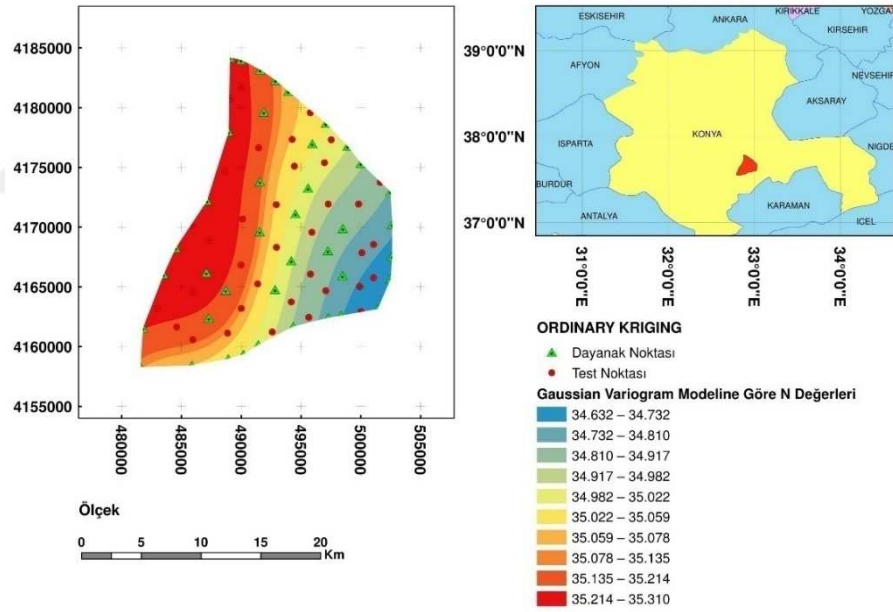 4185000
4180000
4175000
4170000
4165000
4160000
4155000
480000
485000
490000
495000
500000
505000
Ölçek
0 5 10 15 20
Km
ESKISEHIR
ANKARA
KIRIKKALE
YOZGA
KIRSEHIR
AFYON
NEVSEHIR
AKSARAY
KONYA
ISPARTA
NIGDE
BURDUR
KARAMAN
ANTALYA
ICEL
39°0'0"N
38°0'0"N
37°0'0"N
31°0'0"E
32°0'0"E
33°0'0"E
34°0'0"E
ORDINARY KRIGING
Dayanak Noktası
Test Noktası
Gaussian Variogram Modeline Göre N Değerleri
34.632 – 34.732
34.732 – 34.810
34.810 – 34.917
34.917 – 34.982
34.982 – 35.022
35.022 – 35.059
35.059 – 35.078
35.078 – 35.135
35.135 – 35.214
35.214 – 35.310